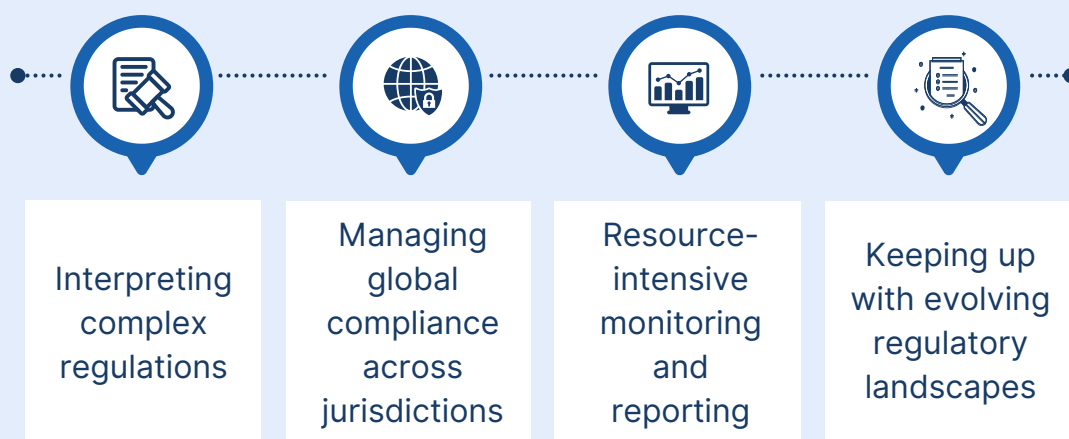 Interpreting
complex
regulations
Managing
global
compliance
across
jurisdictions
Resource-
intensive
monitoring
and
reporting
Keeping up
with evolving
regulatory
landscapes